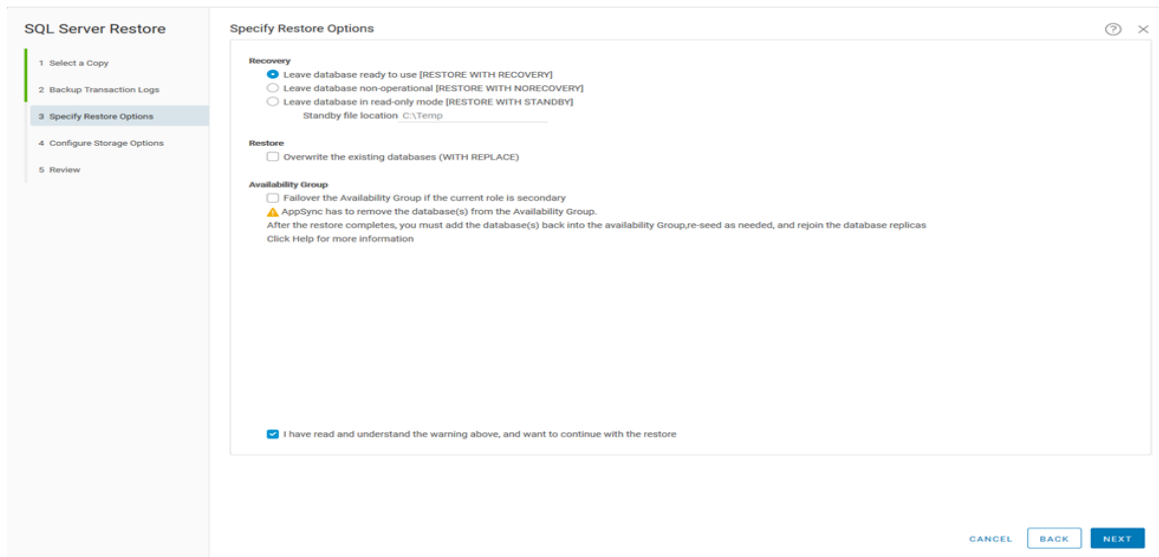 SQL Server Restore
1 Select a Copy
2 Backup Transaction Logs
3 Specify Restore Options
4 Configure Storage Options
5 Review
Specify Restore Options
Recovery
Leave database ready to use [RESTORE WITH RECOVERY]
Leave database non-operational [RESTORE WITH NORECOVERY]
Leave database in read-only mode [RESTORE WITH STANDBY]
Standby file location C:\Temp
Restore
Overwrite the existing databases (WITH REPLACE)
Availability Group
Failover the Availability Group if the current role is secondary
AppSync has to remove the database(s) from the Availability Group.
After the restore completes, you must add the database(s) back into the availability Group,re-seed as needed, and rejoin the database replicas
Click Help for more information
I have read and understand the warning above, and want to continue with the restore
CANCEL BACK NEXT